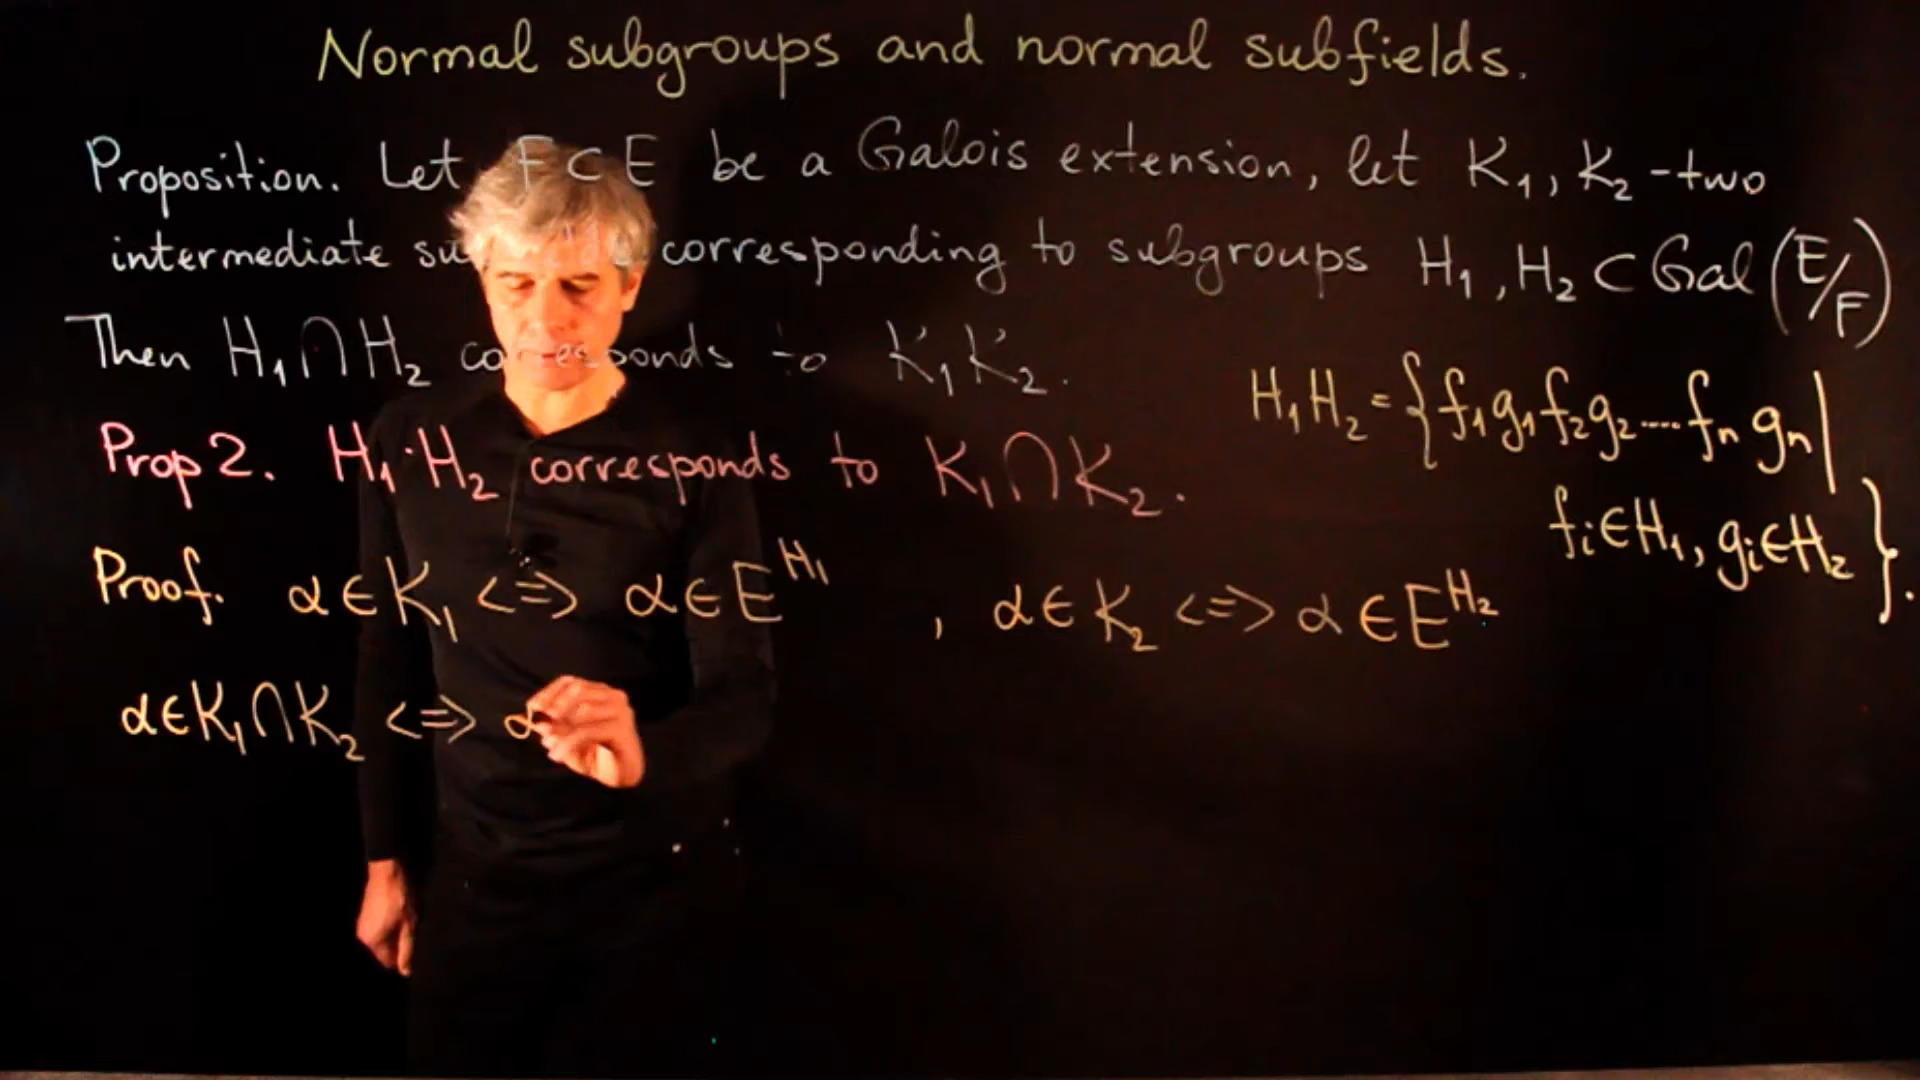 Normal subgroups and normal subfields.
Proposition. Let F ⊂ E be a Galois extension, let K₁, K₂ - two
intermediate corresponding to subgroups H₁, H₂ ⊂ Gal (E/F)
Then H₁∩H₂ corresponds to K₁K₂.
H₁H₂ = { f₁g₁f₂g₂....fₙgₙ |
fᵢ∈H₁, gᵢ∈H₂ }.
Prop 2. H₁·H₂ corresponds to K₁∩K₂.
Proof. α∈K₁ <=> α∈E^H₁ , α∈K₂ <=> α∈E^H₂
α∈K₁∩K₂ <=> α